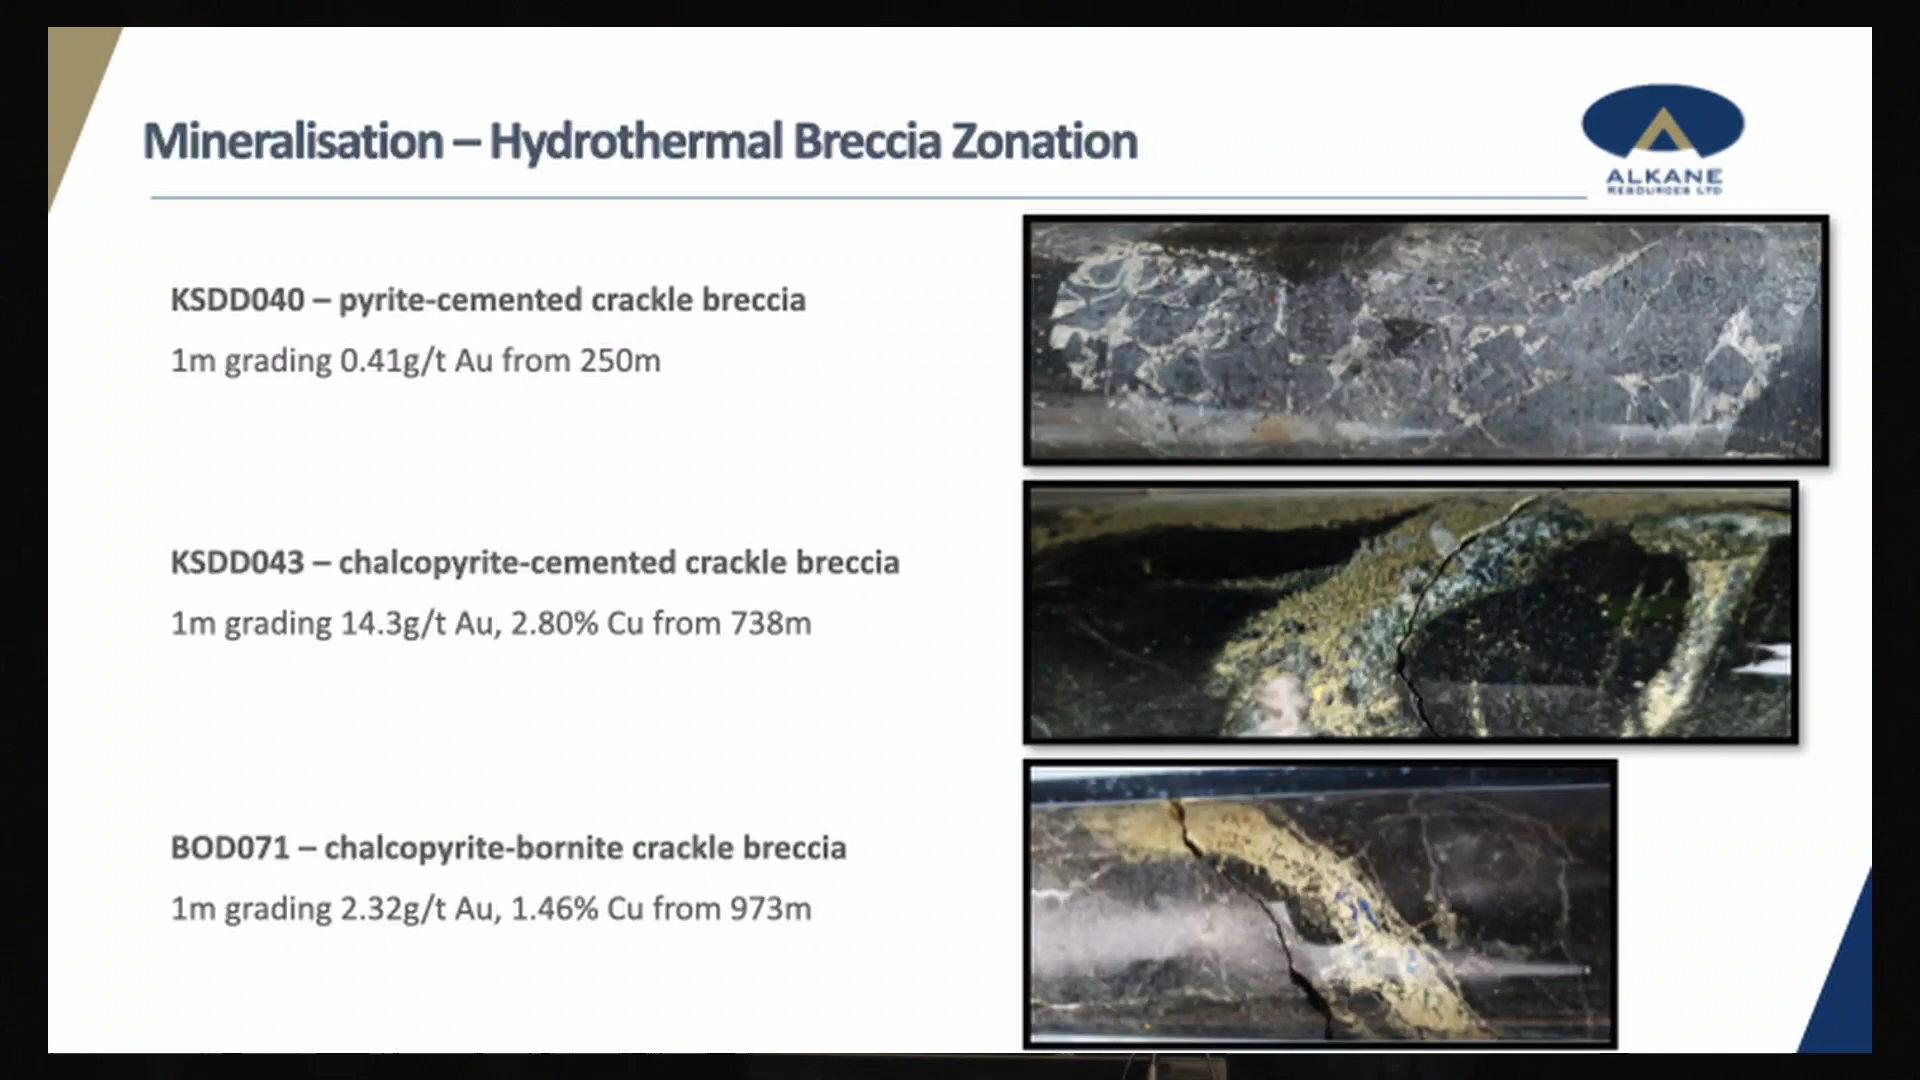 Mineralisation – Hydrothermal Breccia Zonation
ALKANE
RESOURCES LTD
KSDD040 – pyrite-cemented crackle breccia
1m grading 0.41g/t Au from 250m
KSDD043 – chalcopyrite-cemented crackle breccia
1m grading 14.3g/t Au, 2.80% Cu from 738m
BOD071 – chalcopyrite-bornite crackle breccia
1m grading 2.32g/t Au, 1.46% Cu from 973m